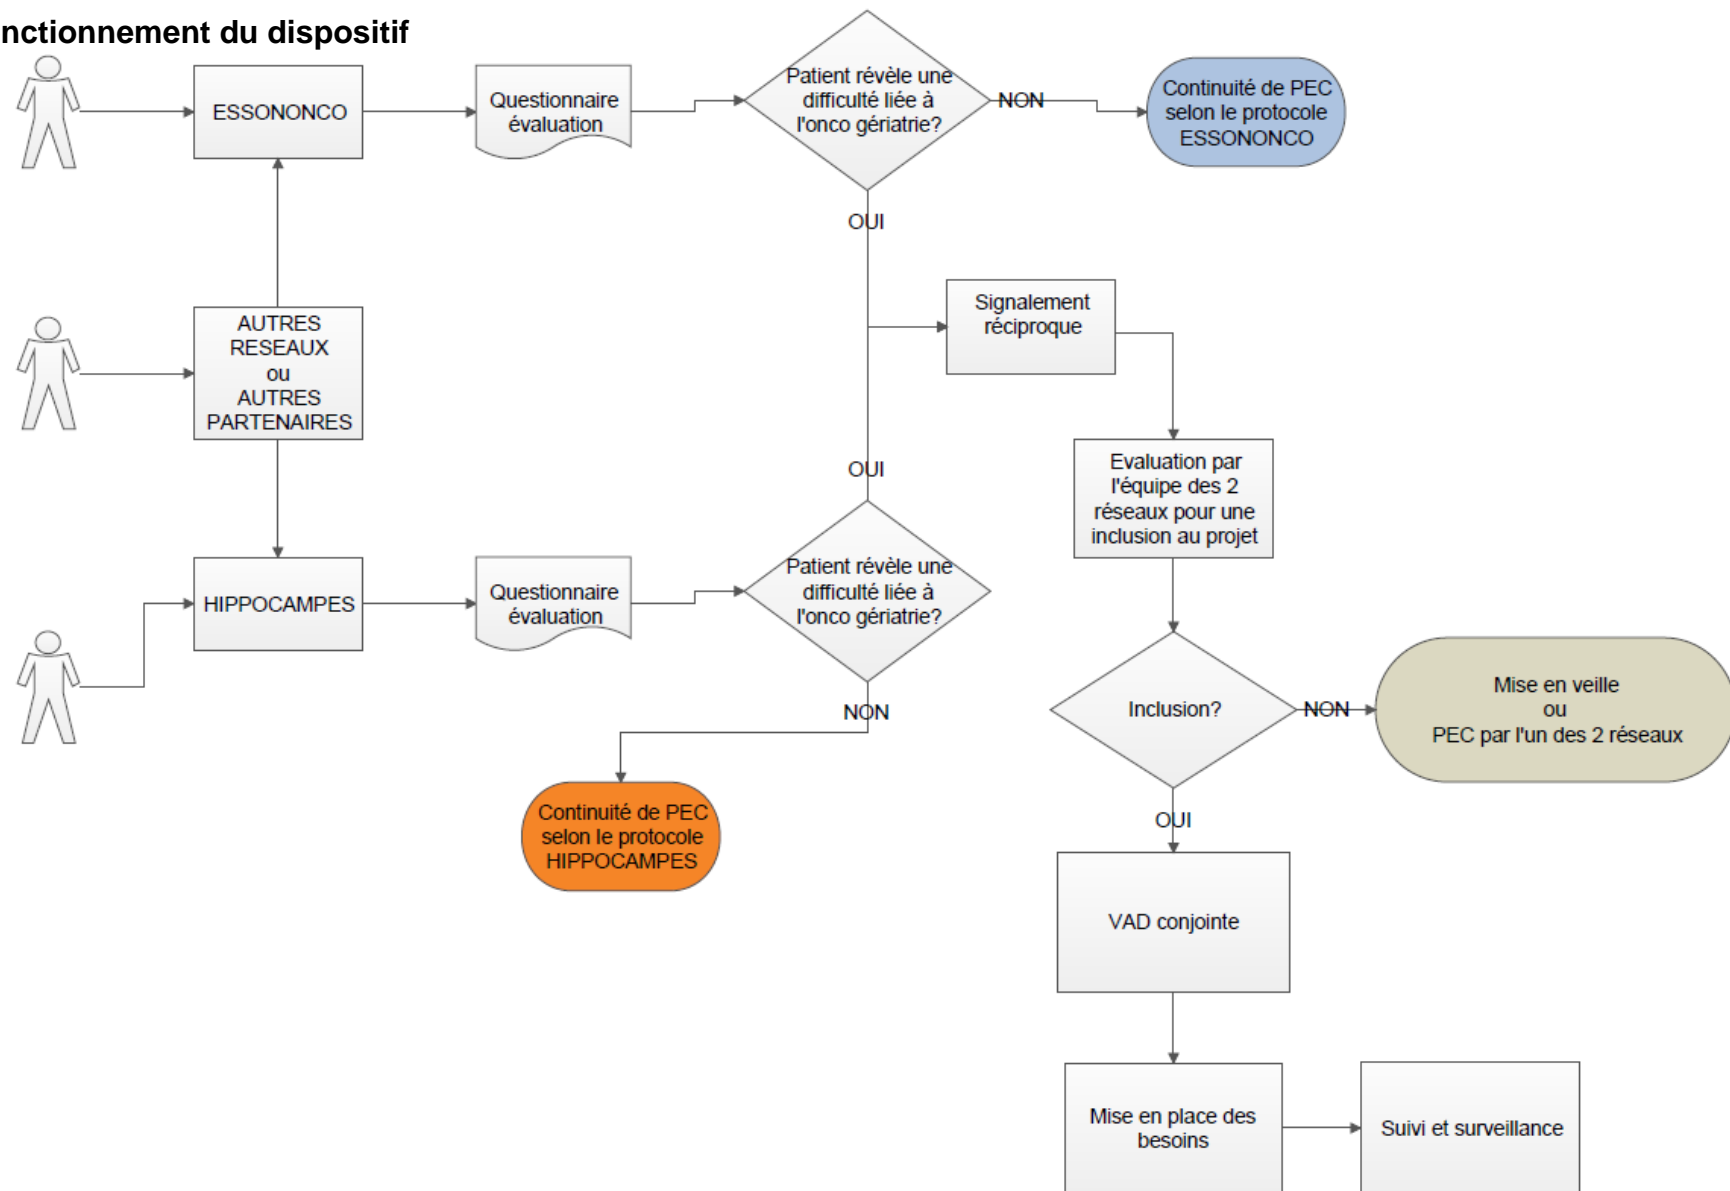 nctionnement du dispositif
ESSONONCO
Questionnaire
évaluation
Patient révèle une
difficulté liée à
l'onco gériatrie?
NON
Continuité de PEC
selon le protocole
ESSONONCO
OUI
Signalement
réciproque
AUTRES
RESEAUX
ou
AUTRES
PARTENAIRES
OUI
Evaluation par
l'équipe des 2
réseaux pour une
inclusion au projet
HIPPOCAMPES
Questionnaire
évaluation
Patient révèle une
difficulté liée à
l'onco gériatrie?
NON
Continuité de PEC
selon le protocole
HIPPOCAMPES
Inclusion?
NON
Mise en veille
ou
PEC par l'un des 2 réseaux
OUI
VAD conjointe
Mise en place des
besoins
Suivi et surveillance